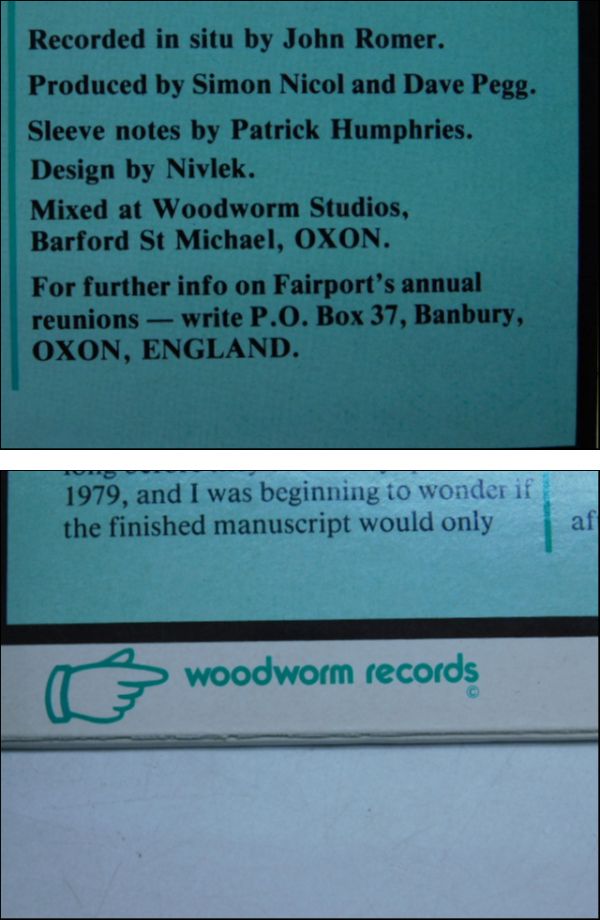 Recorded in situ by John Romer.
Produced by Simon Nicol and Dave Pegg.
Sleeve notes by Patrick Humphries.
Design by Nivlek.
Mixed at Woodworm Studios,
Barford St Michael, OXON.
For further info on Fairport's annual
reunions — write P.O. Box 37, Banbury,
OXON, ENGLAND.
1979, and I was beginning to wonder if
the finished manuscript would only
af
woodworm records
©